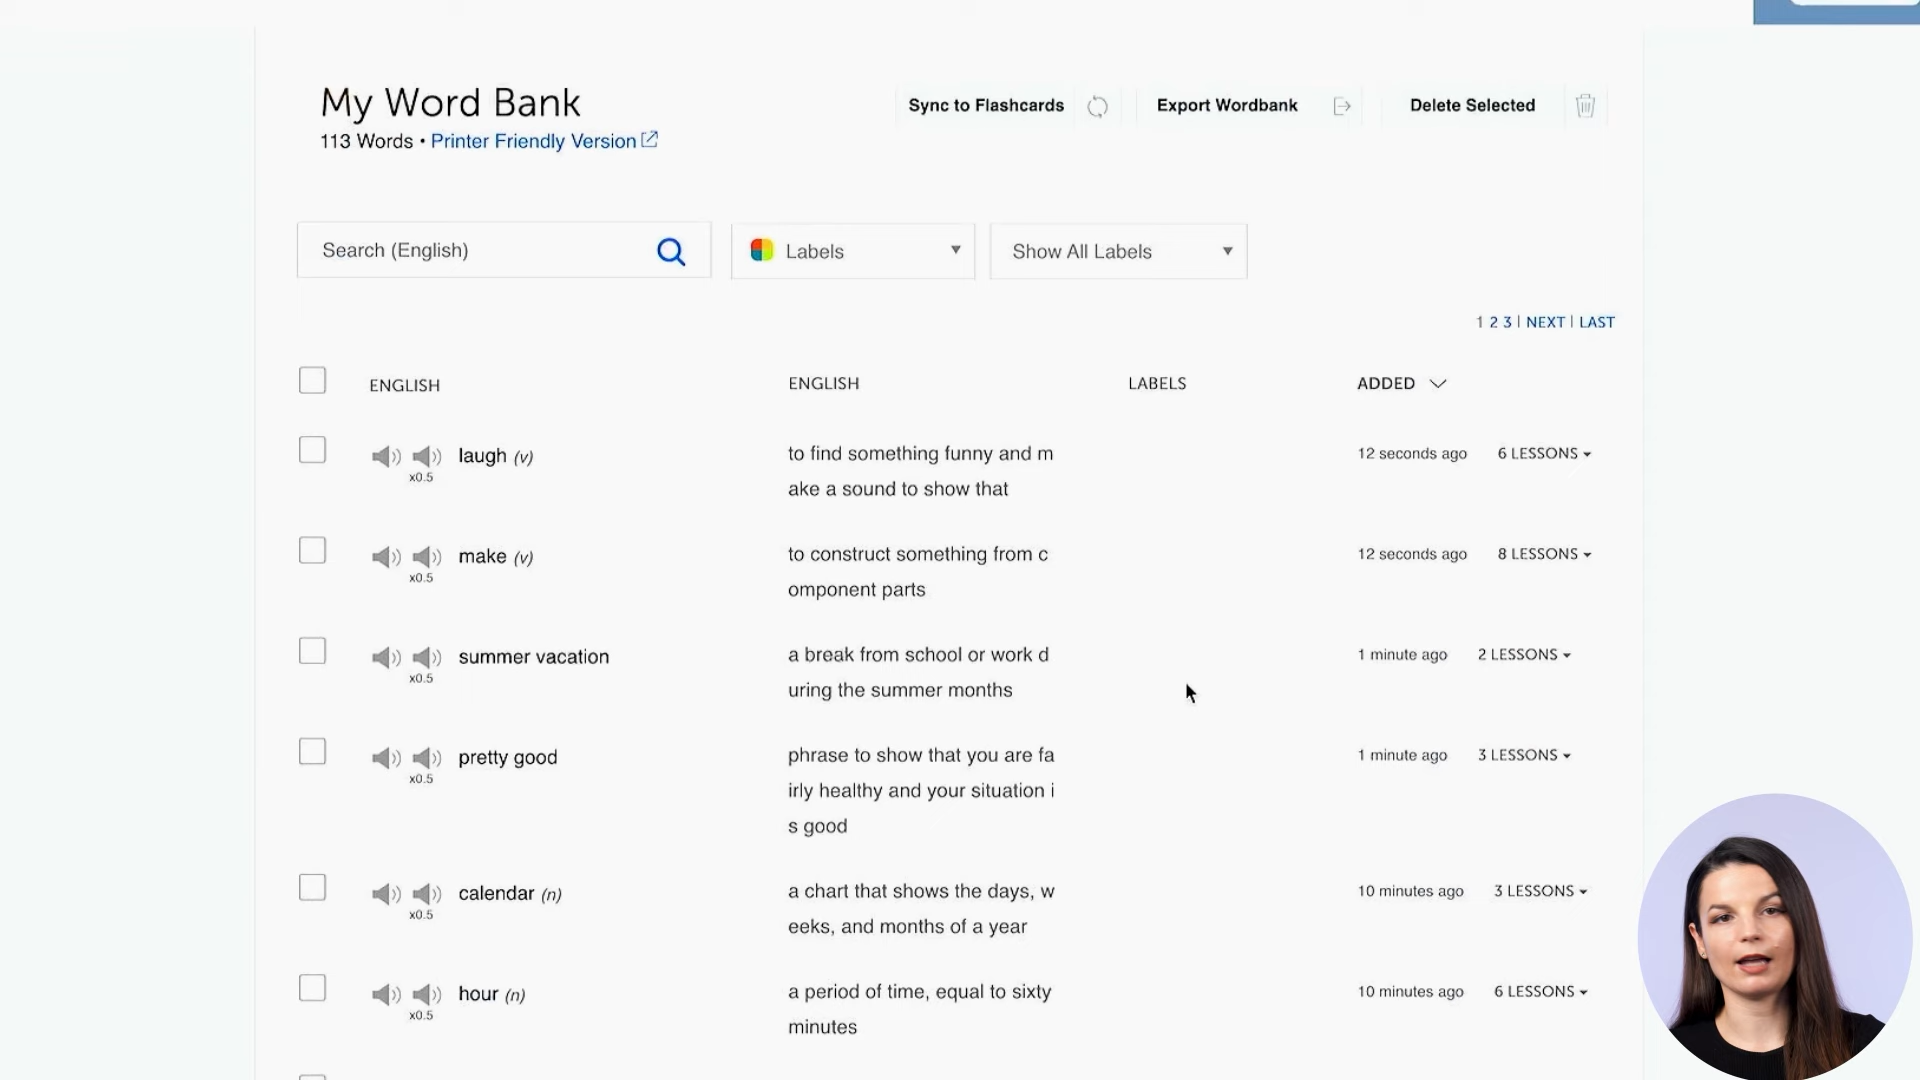 My Word Bank
113 Words • Printer Friendly Version
Sync to Flashcards
Export Wordbank
Delete Selected
Search (English)
Labels
Show All Labels
1 2 3 | NEXT | LAST
ENGLISH ENGLISH LABELS ADDED
laugh (v)
x0.5
to find something funny and m
ake a sound to show that
12 seconds ago 6 LESSONS
make (v)
x0.5
to construct something from c
omponent parts
12 seconds ago 8 LESSONS
summer vacation
x0.5
a break from school or work d
uring the summer months
1 minute ago 2 LESSONS
pretty good
x0.5
phrase to show that you are fa
irly healthy and your situation i
s good
1 minute ago 3 LESSONS
calendar (n)
x0.5
a chart that shows the days, w
eeks, and months of a year
10 minutes ago 3 LESSONS
hour (n)
x0.5
a period of time, equal to sixty
minutes
10 minutes ago 6 LESSONS